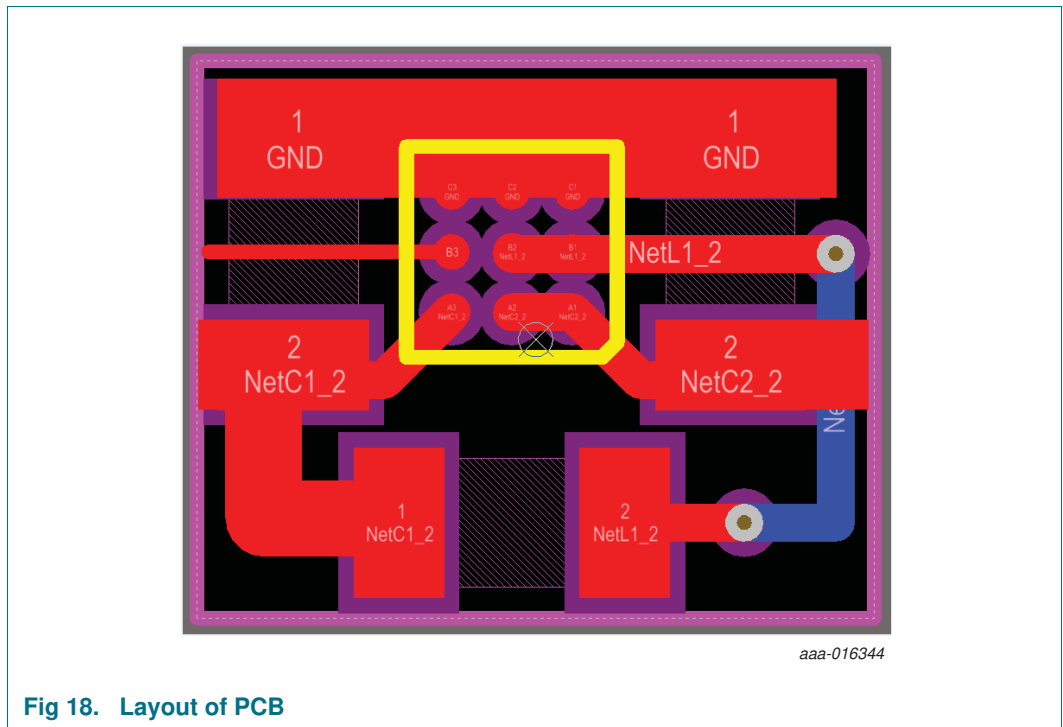 1
GND
1
GND
C3
GND
C2
GND
C1
GND
B3
B2
NetL1_2
B1
NetL1_2
NetL1_2
A3
NetC1_2
A2
NetC2_2
A1
NetC2_2
2
NetC1_2
2
NetC2_2
Ne
1
NetC1_2
2
NetL1_2
aaa-016344
Fig 18. Layout of PCB